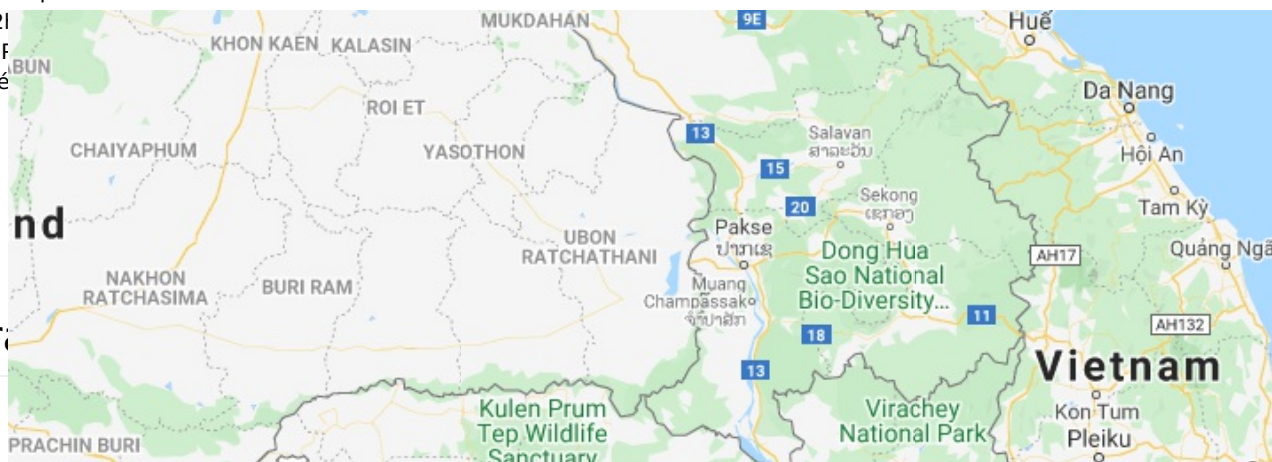 MUKDAHAN
9E
Huế
KHON KAEN
KALASIN
ABUN
ROI ET
Da Nang
13
Salavan
ສາລະວັນ
CHAIYAPHUM
YASOTHON
Hội An
15
nd
20
Sekong
ເຊກອງ
Tam Kỳ
Pakse
ປາກເຊ
UBON
RATCHATHANI
Dong Hua
Sao National
Bio-Diversity...
AH17
Quảng Ngã
NAKHON
RATCHASIMA
BURI RAM
Muang
Champassak
ຈໍາປາສັກ
11
AH132
18
13
Vietnam
Kulen Prum
Tep Wildlife
Sanctuary
Virachey
National Park
Kon Tum
Pleiku
PRACHIN BURI